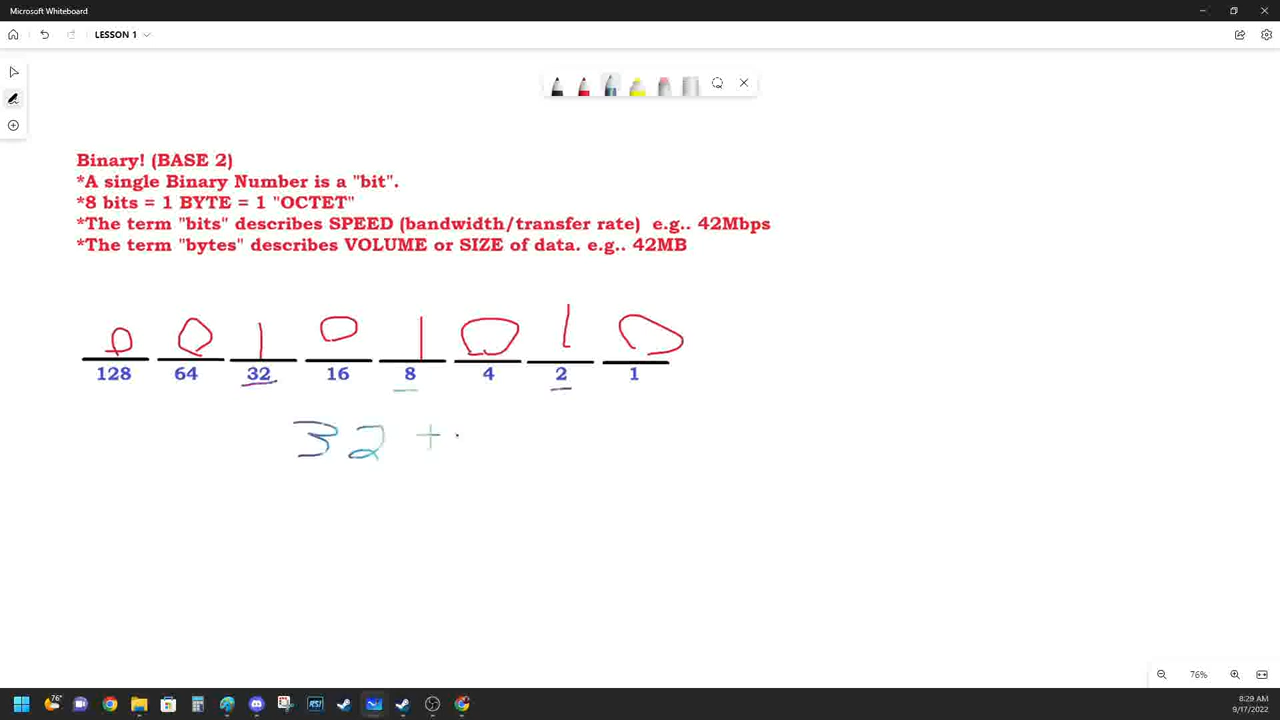 Microsoft Whiteboard
LESSON 1
Binary! (BASE 2)
*A single Binary Number is a "bit".
*8 bits = 1 BYTE = 1 "OCTET"
*The term "bits" describes SPEED (bandwidth/transfer rate)  e.g.. 42Mbps
*The term "bytes" describes VOLUME or SIZE of data. e.g.. 42MB
0 0 1 0 1 0 1 0
128 64 32 16 8 4 2 1
32 +
76%
76°
RSI
8:29 AM
9/17/2022